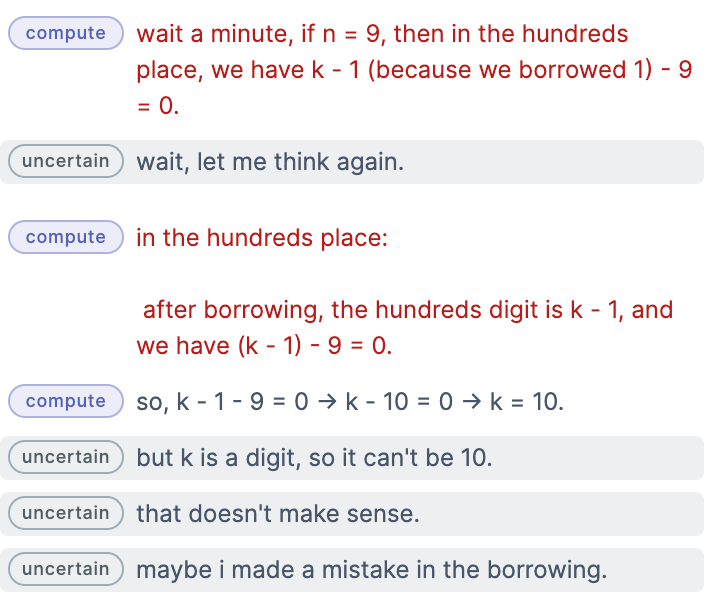 compute wait a minute, if n = 9, then in the hundreds
place, we have k - 1 (because we borrowed 1) - 9
= 0.
uncertain wait, let me think again.
compute in the hundreds place:
after borrowing, the hundreds digit is k - 1, and
we have (k - 1) - 9 = 0.
compute so, k - 1 - 9 = 0 → k - 10 = 0 → k = 10.
uncertain but k is a digit, so it can't be 10.
uncertain that doesn't make sense.
uncertain maybe i made a mistake in the borrowing.